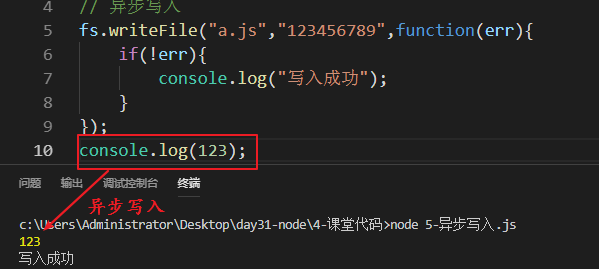 4 // 异步写入
5 fs.writeFile("a.js","123456789",function(err){
6 if(!err){
7 console.log("写入成功");
8 }
9 });
10 console.log(123);
问题 输出 调试控制台 终端
异步写入
c:\Users\Administrator\Desktop\day31-node\4-课堂代码>node 5-异步写入.js
123
写入成功